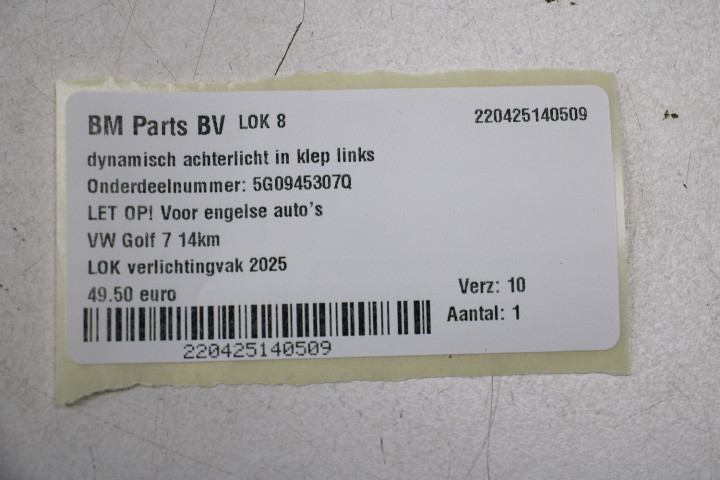 BM Parts BV LOK 8 220425140509
dynamisch achterlicht in klep links
Onderdeelnummer: 5G0945307Q
LET OP! Voor engelse auto's
VW Golf 7 14km
LOK verlichtingvak 2025
49.50 euro Verz: 10
Aantal: 1
220425140509